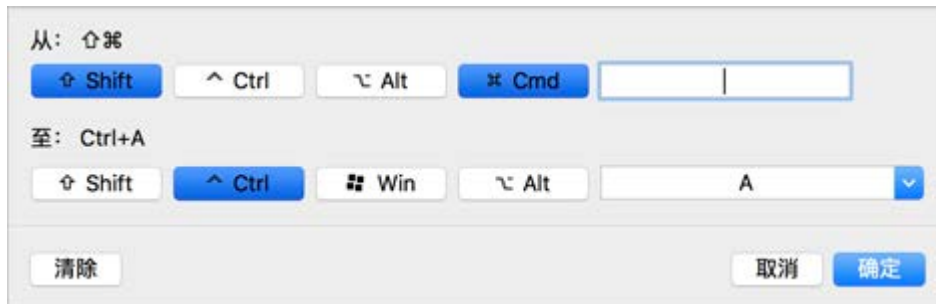 从： ⇧⌘
⇧ Shift ^ Ctrl ⌥ Alt ⌘ Cmd
至： Ctrl+A
⇧ Shift ^ Ctrl Win ⌥ Alt A
清除 取消 确定